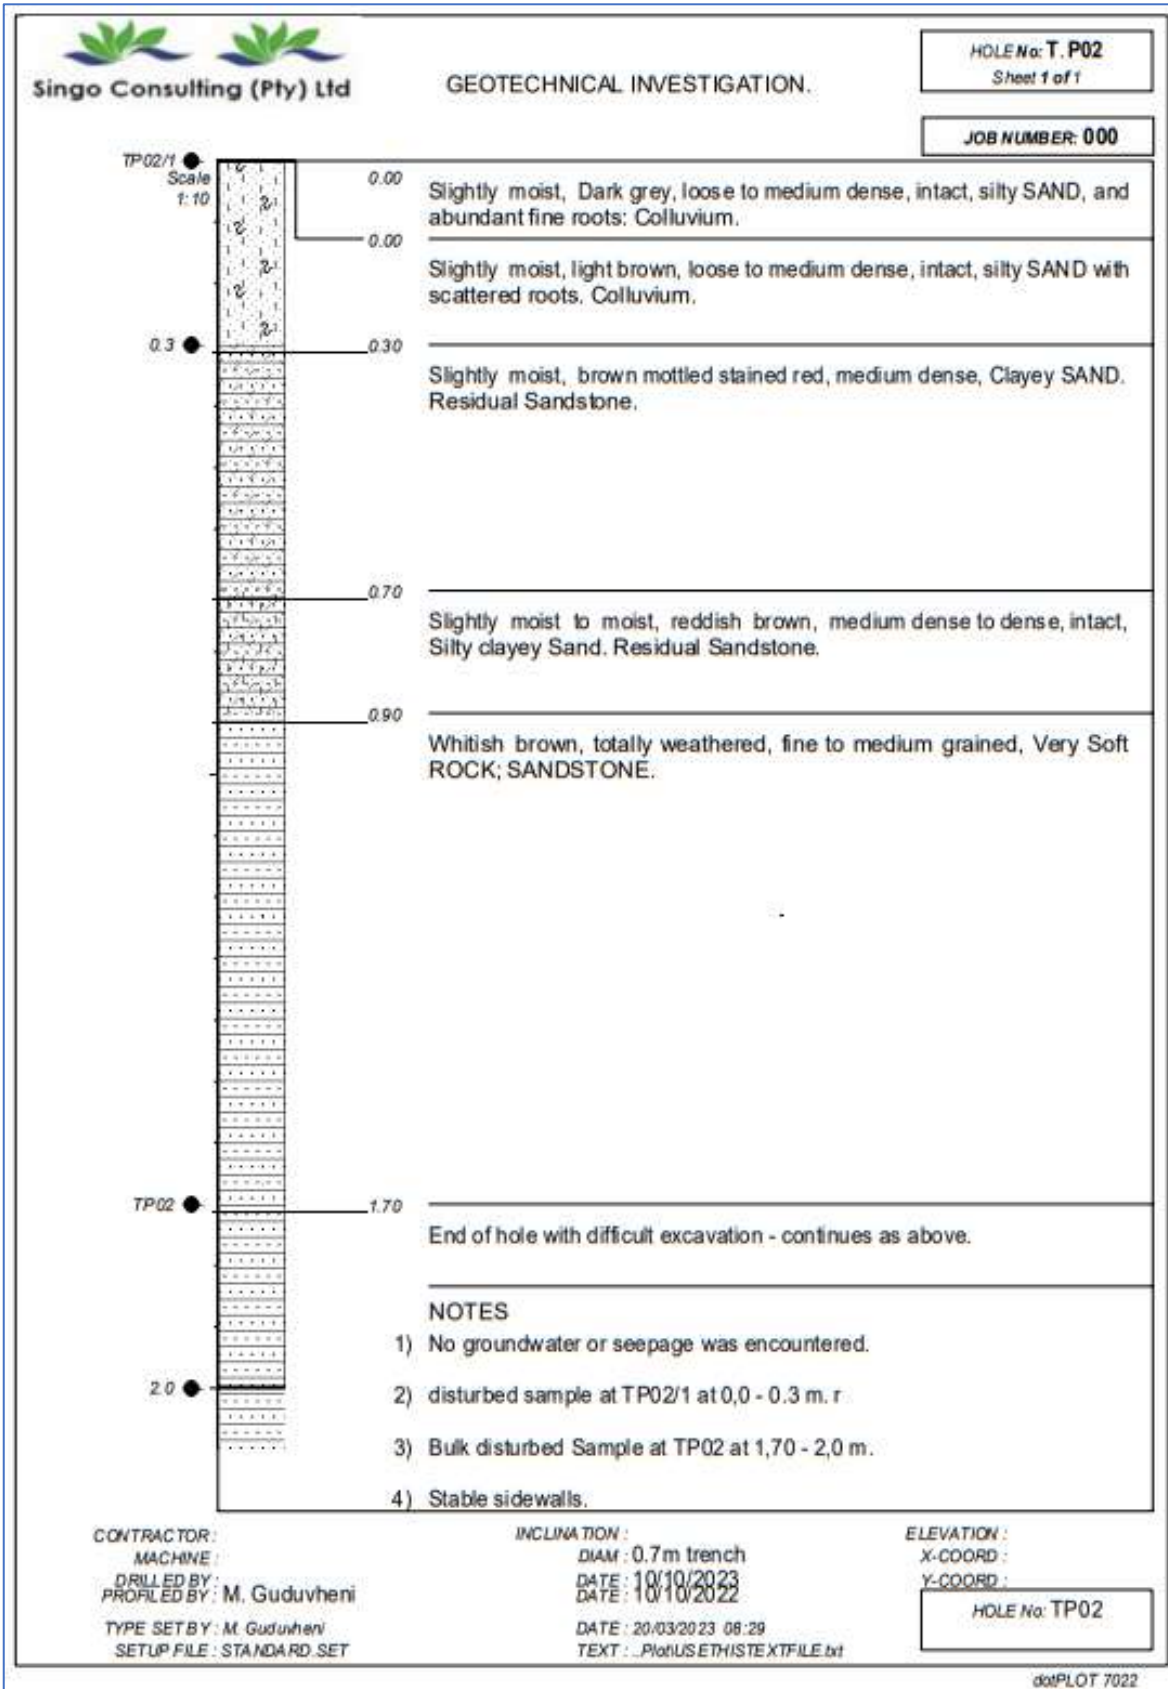 Singo Consulting (Pty) Ltd
GEOTECHNICAL INVESTIGATION.
HOLE No: T.P02
Sheet 1 of 1
JOB NUMBER: 000
TP02/1
Scale
1:10
0.00
Slightly moist, Dark grey, loose to medium dense, intact, silty SAND, and
abundant fine roots: Colluvium.
0.00
Slightly moist, light brown, loose to medium dense, intact, silty SAND with
scattered roots. Colluvium.
0.3
0.30
Slightly moist, brown mottled stained red, medium dense, Clayey SAND.
Residual Sandstone.
0.70
Slightly moist to moist, reddish brown, medium dense to dense, intact,
Silty clayey Sand. Residual Sandstone.
0.90
Whitish brown, totally weathered, fine to medium grained, Very Soft
ROCK; SANDSTONE.
TP02
1.70
End of hole with difficult excavation - continues as above.
NOTES
1) No groundwater or seepage was encountered.
2.0
2) disturbed sample at TP02/1 at 0,0 - 0.3 m. r
3) Bulk disturbed Sample at TP02 at 1,70 - 2,0 m.
4) Stable sidewalls.
CONTRACTOR :
MACHINE :
DRILLED BY :
PROFILED BY : M. Guduvheni
TYPE SET BY : M. Guduvheni
SETUP FILE : STANDARD.SET
INCLINATION :
DIAM : 0.7m trench
DATE : 10/10/2023
DATE : 10/10/2022
DATE : 20/03/2023 08:29
TEXT : ..Plot\USETHISTEXTFILE.txt
ELEVATION :
X-COORD :
Y-COORD :
HOLE No: TP02
dotPLOT 7022